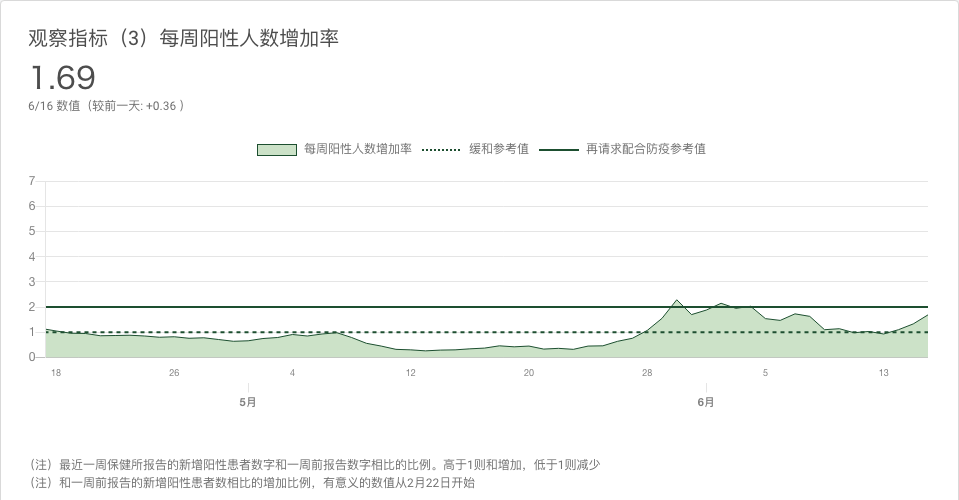 观察指标（3）每周阳性人数增加率
1.69
6/16 数值（较前一天: +0.36 ）
每周阳性人数增加率 缓和参考值 再请求配合防疫参考值
7
6
5
4
3
2
1
0
18 26 4 12 20 28 5 13
5月 6月
（注）最近一周保健所报告的新增阳性患者数字和一周前报告数字相比的比例。高于1则和增加，低于1则减少
（注）和一周前报告的新增阳性患者数相比的增加比例，有意义的数值从2月22日开始